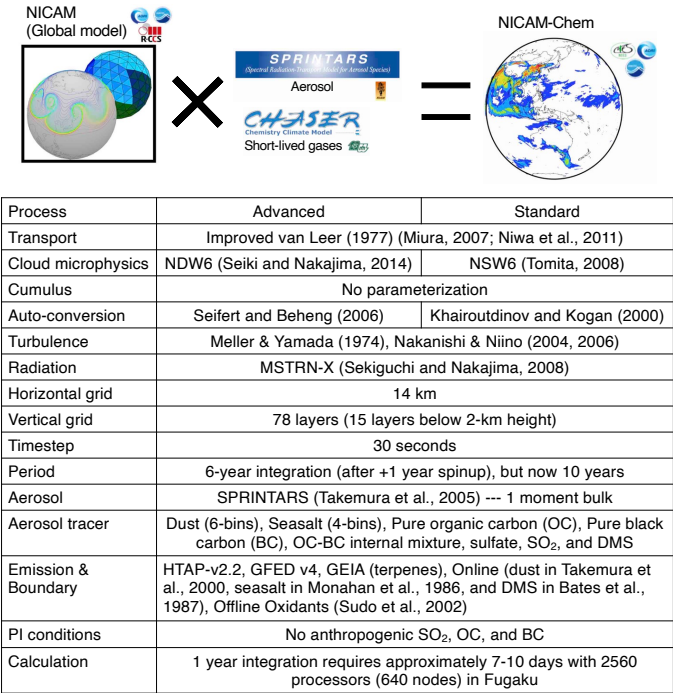 NICAM
(Global model)
R-CCS
SPRINTARS
(Spectral Radiation-Transport Model for Aerosol Species)
Aerosol
CHASER
Chemistry Climate Model
Short-lived gases
NICAM-Chem
Process Advanced Standard
Transport Improved van Leer (1977) (Miura, 2007; Niwa et al., 2011)
Cloud microphysics NDW6 (Seiki and Nakajima, 2014) NSW6 (Tomita, 2008)
Cumulus No parameterization
Auto-conversion Seifert and Beheng (2006) Khairoutdinov and Kogan (2000)
Turbulence Meller & Yamada (1974), Nakanishi & Niino (2004, 2006)
Radiation MSTRN-X (Sekiguchi and Nakajima, 2008)
Horizontal grid 14 km
Vertical grid 78 layers (15 layers below 2-km height)
Timestep 30 seconds
Period 6-year integration (after +1 year spinup), but now 10 years
Aerosol SPRINTARS (Takemura et al., 2005) --- 1 moment bulk
Aerosol tracer Dust (6-bins), Seasalt (4-bins), Pure organic carbon (OC), Pure black
carbon (BC), OC-BC internal mixture, sulfate, SO₂, and DMS
Emission & HTAP-v2.2, GFED v4, GEIA (terpenes), Online (dust in Takemura et
Boundary al., 2000, seasalt in Monahan et al., 1986, and DMS in Bates et al.,
1987), Offline Oxidants (Sudo et al., 2002)
PI conditions No anthropogenic SO₂, OC, and BC
Calculation 1 year integration requires approximately 7-10 days with 2560
processors (640 nodes) in Fugaku